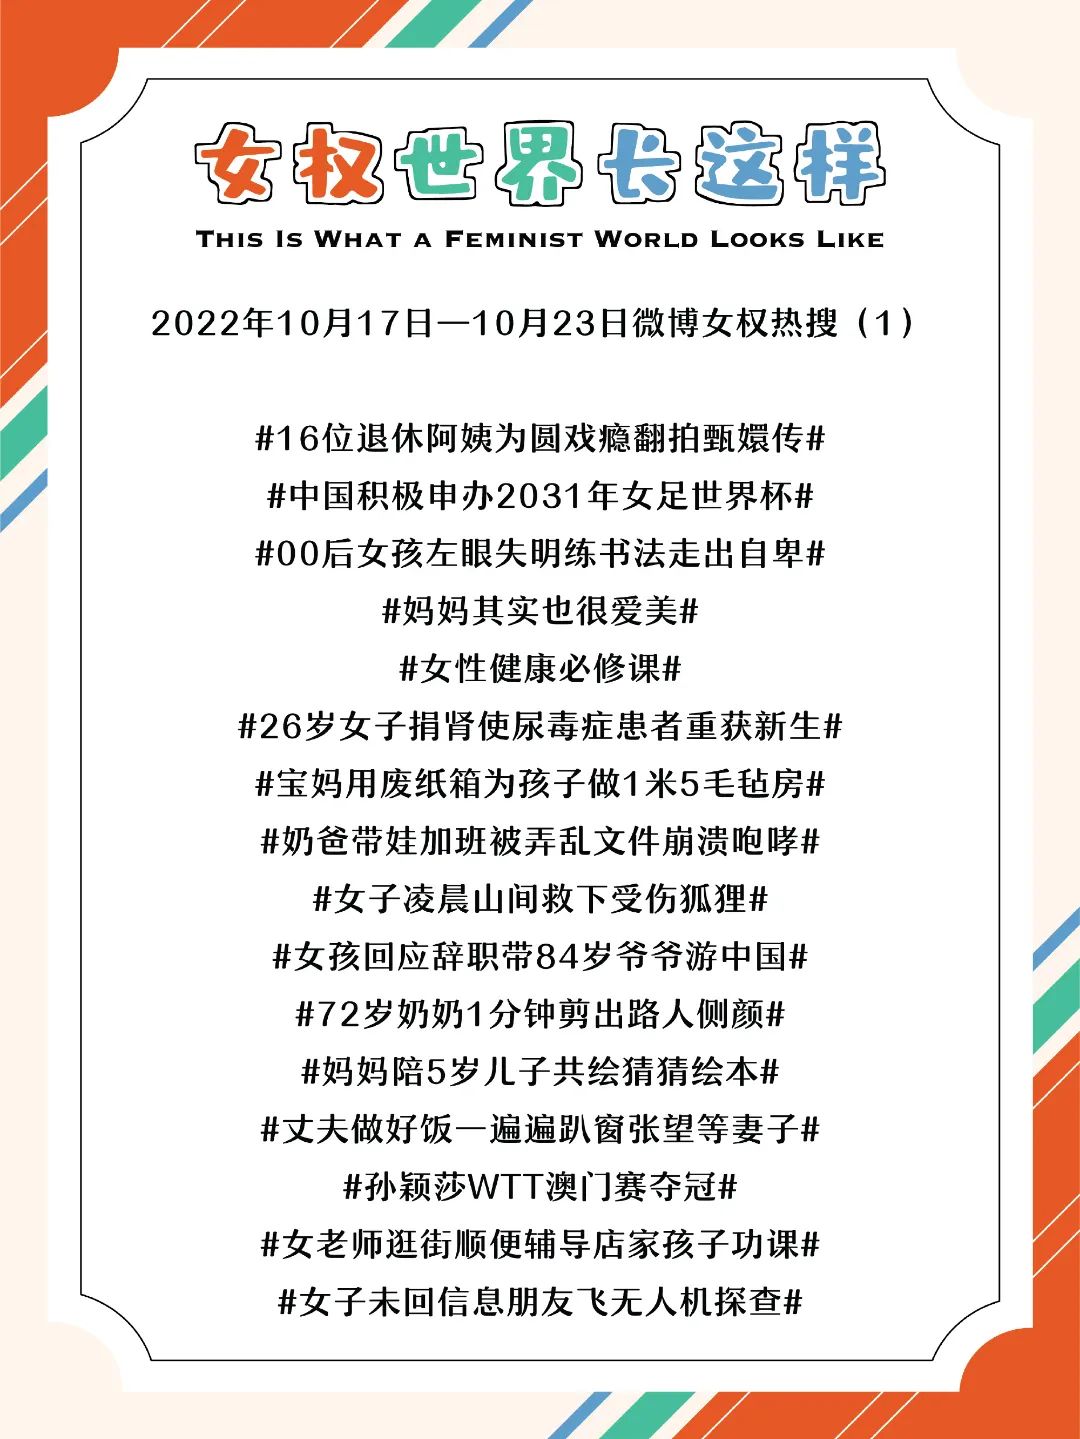 女权世界长这样
THIS IS WHAT A FEMINIST WORLD LOOKS LIKE
2022年10月17日—10月23日微博女权热搜（1）
#16位退休阿姨为圆戏瘾翻拍甄嬛传#
#中国积极申办2031年女足世界杯#
#00后女孩左眼失明练书法走出自卑#
#妈妈其实也很爱美#
#女性健康必修课#
#26岁女子捐肾使尿毒症患者重获新生#
#宝妈用废纸箱为孩子做1米5毛毡房#
#奶爸带娃加班被弄乱文件崩溃咆哮#
#女子凌晨山间救下受伤狐狸#
#女孩回应辞职带84岁爷爷游中国#
#72岁奶奶1分钟剪出路人侧颜#
#妈妈陪5岁儿子共绘猜猜绘本#
#丈夫做好饭一遍遍趴窗张望等妻子#
#孙颖莎WTT澳门赛夺冠#
#女老师逛街顺便辅导店家孩子功课#
#女子未回信息朋友飞无人机探查#